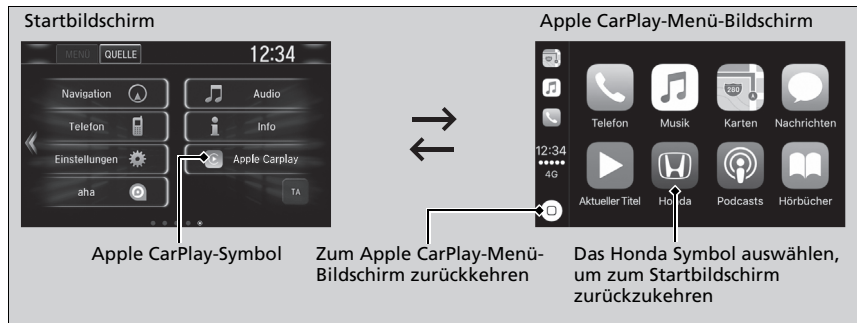 Startbildschirm
Apple CarPlay-Menü-Bildschirm
MENÜ QUELLE 12:34
Navigation Audio
Telefon Info
Einstellungen Apple Carplay
aha TA
12:34
4G
280
Telefon Musik Karten Nachrichten
Aktueller Titel Honda Podcasts Hörbücher
Apple CarPlay-Symbol
Zum Apple CarPlay-Menü-
Bildschirm zurückkehren
Das Honda Symbol auswählen,
um zum Startbildschirm
zurückzukehren